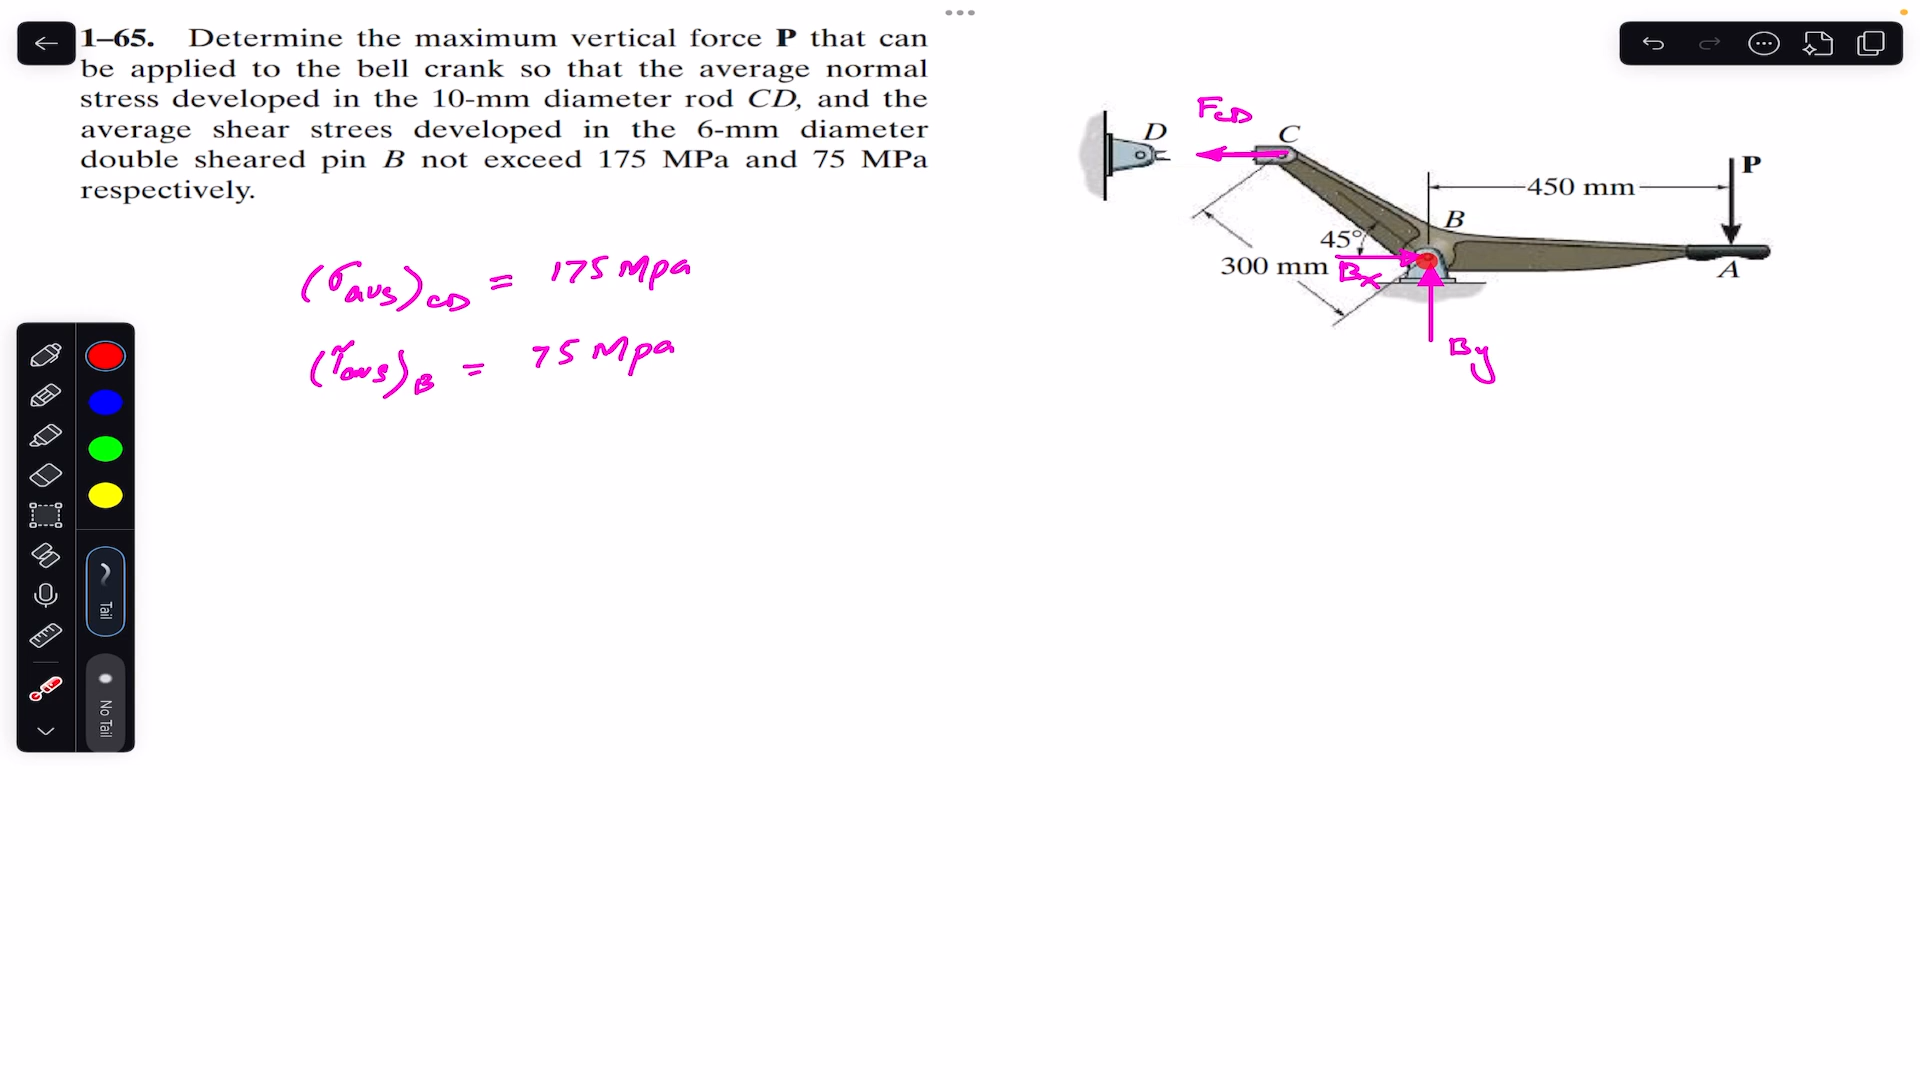 1–65. Determine the maximum vertical force P that can
be applied to the bell crank so that the average normal
stress developed in the 10-mm diameter rod CD, and the
average shear strees developed in the 6-mm diameter
double sheared pin B not exceed 175 MPa and 75 MPa
respectively.
(σavg)CD = 175 Mpa
(τavg)B = 75 Mpa
FCD
D
C
P
450 mm
B
45°
300 mm
Bx
A
By
Tail
No Tail